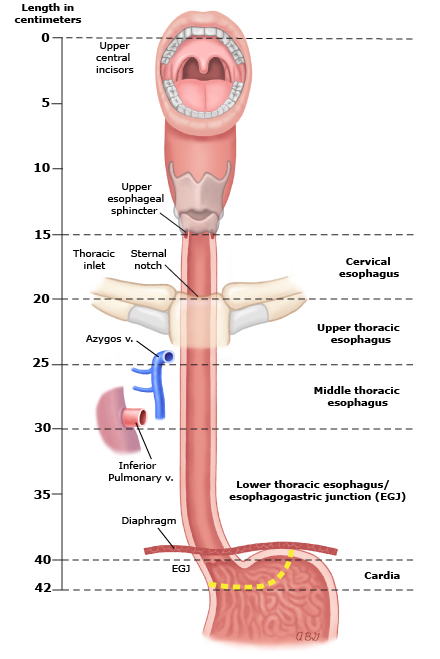 Length in
centimeters
0
Upper
central
incisors
5
10
Upper
esophageal
sphincter
15
Thoracic
inlet
Sternal
notch
Cervical
esophagus
20
Upper thoracic
esophagus
Azygos v.
25
Middle thoracic
esophagus
30
Inferior
Pulmonary v.
Lower thoracic esophagus/
esophagogastric junction (EGJ)
35
Diaphragm
40
EGJ
Cardia
42